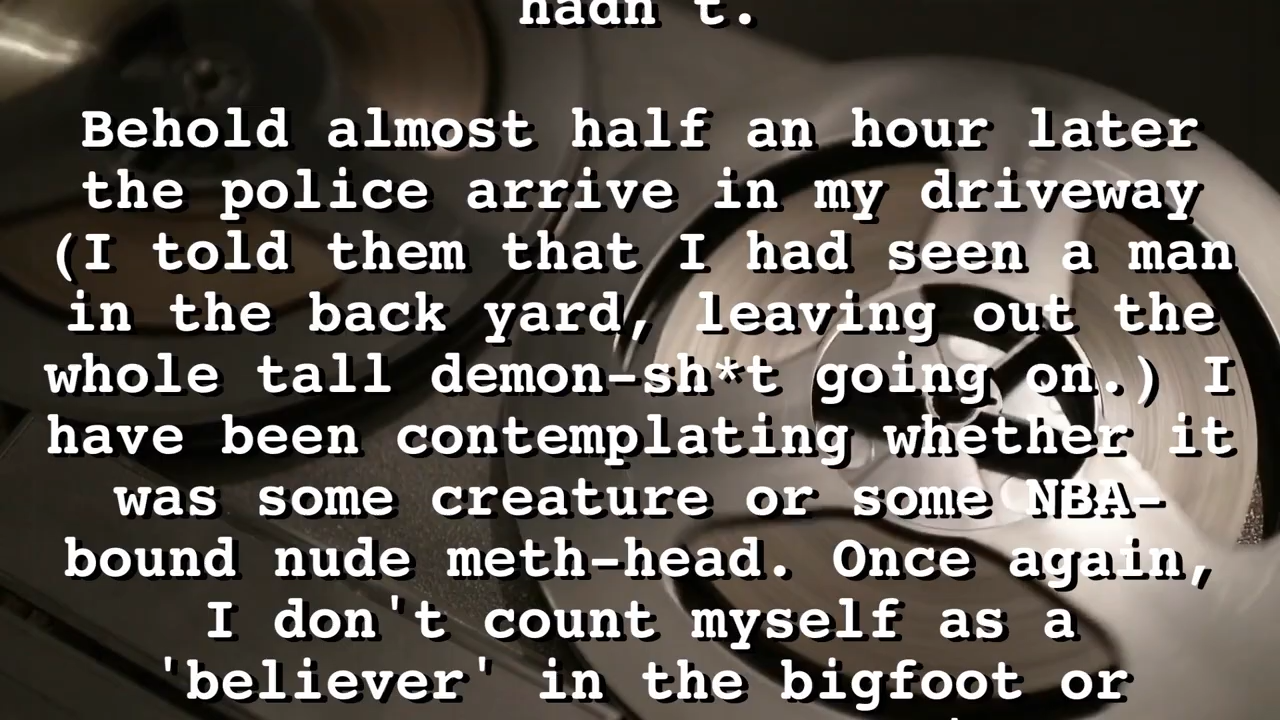 hadn't.
Behold almost half an hour later
the police arrive in my driveway
(I told them that I had seen a man
in the back yard, leaving out the
whole tall demon-sh*t going on.) I
have been contemplating whether it
was some creature or some NBA-
bound nude meth-head. Once again,
I don't count myself as a
'believer' in the bigfoot or